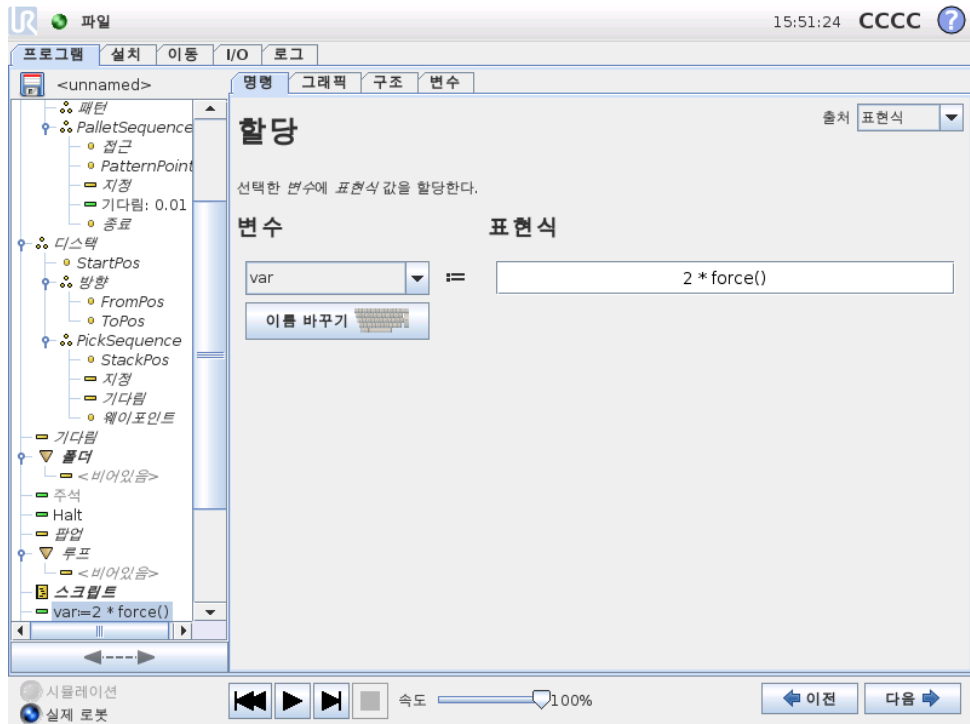 UR 파일 15:51:24 CCCC ?
프로그램 설치 이동 I/O 로그
<unnamed>
명령 그래픽 구조 변수
패턴
PalletSequence
접근
PatternPoint
지정
기다림: 0.01
종료
디스택
StartPos
방향
FromPos
ToPos
PickSequence
StackPos
지정
기다림
웨이포인트
기다림
폴더
<비어있음>
주석
Halt
팝업
루프
<비어있음>
스크립트
var:=2 * force()
할당
출처 표현식
선택한 변수에 표현식 값을 할당한다.
변수 표현식
var := 2 * force()
이름 바꾸기
시뮬레이션
실제 로봇
속도 100%
이전 다음